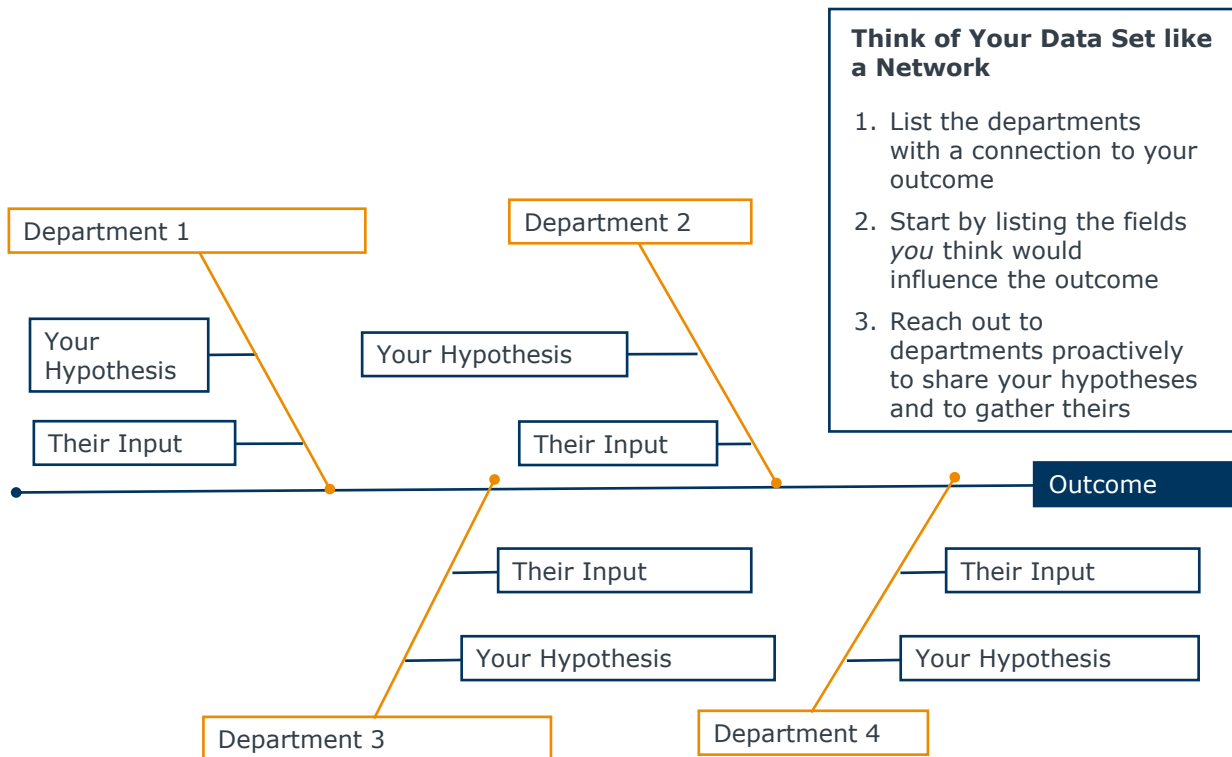 Think of Your Data Set like
a Network
1. List the departments
with a connection to your
outcome
2. Start by listing the fields
you think would
influence the outcome
3. Reach out to
departments proactively
to share your hypotheses
and to gather theirs
Department 1
Department 2
Your
Hypothesis
Your Hypothesis
Their Input
Their Input
Outcome
Their Input
Their Input
Your Hypothesis
Your Hypothesis
Department 3
Department 4